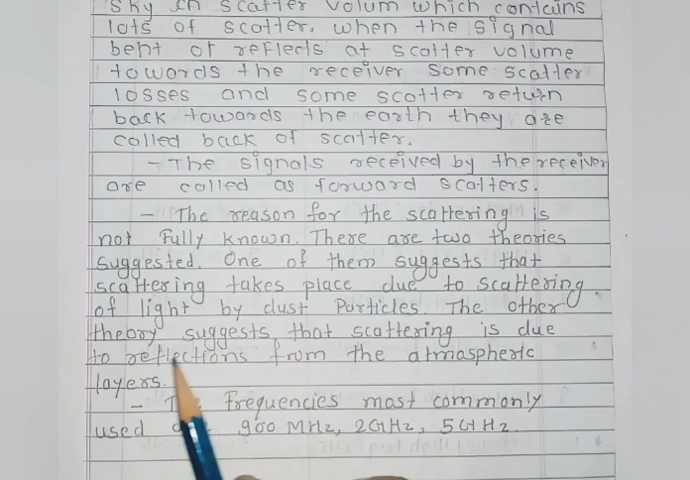 Sky in scatter volum which contains
lots of scatter. when the signal
bent or reflects at scatter volume
towards the receiver some scatter
losses and some scatter return
back towards the earth they are
called back of scatter.
- The signals received by the receiver
are called as forward scatters.
- The reason for the scattering is
not fully known. There are two theories
suggested. One of them suggests that
scattering takes place due to scattering
of light by dust Particles. The other
theory suggests that scattering is due
to reflections from the atmaspheric
layers.
- The frequencies most commonly
used 900 MHz, 2GHz, 5GHz.